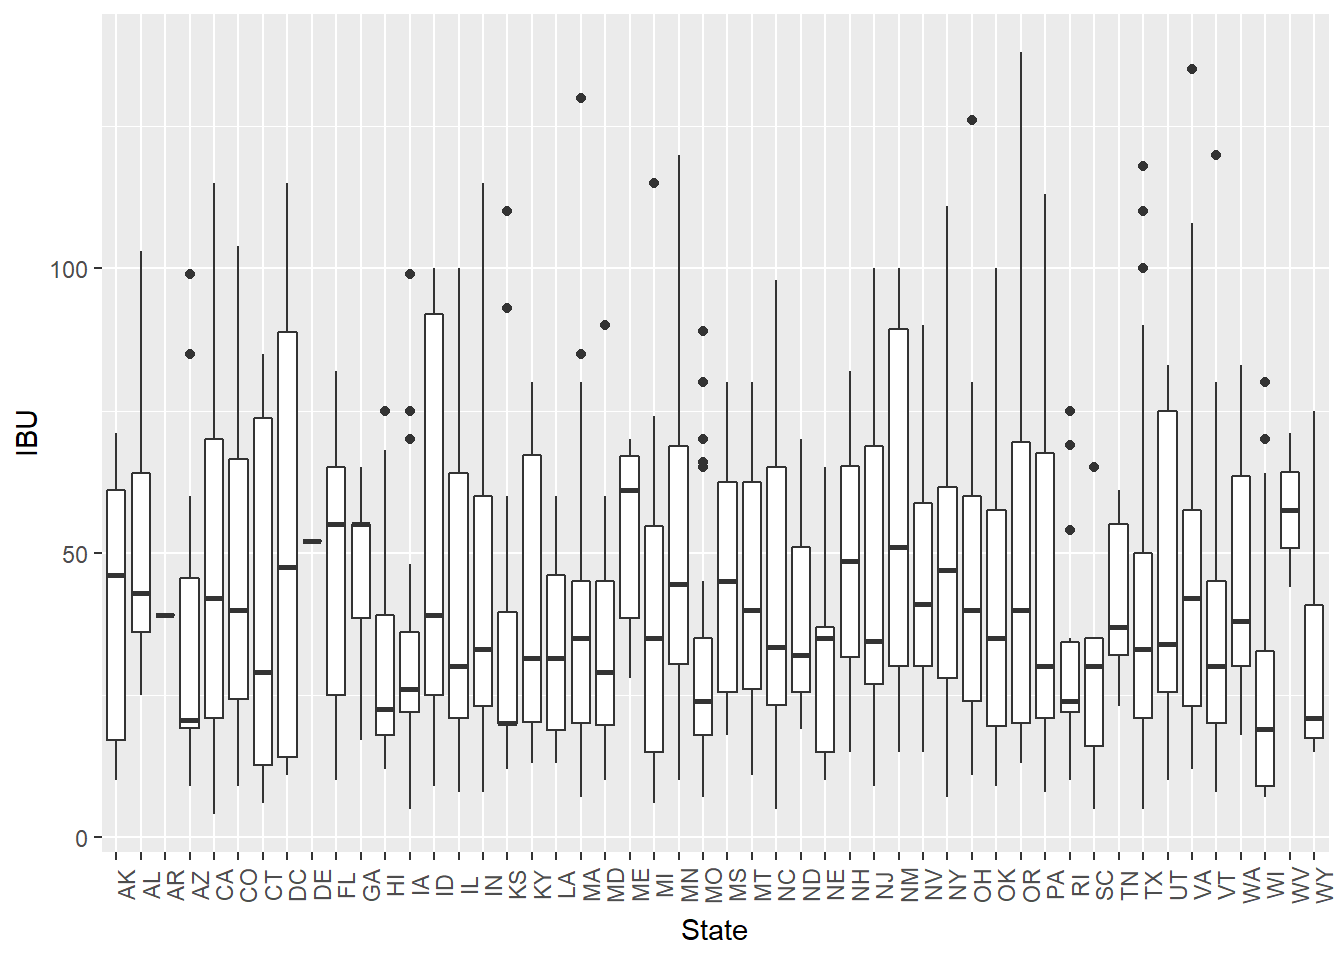 IBU
100
50
0
AK AL AR AZ CA CO CT DC DE FL GA HI IA ID IL IN KS KY LA MA MD ME MI MN MO MS MT NC ND NE NH NJ NM NV NY OH OK OR PA RI SC TN TX UT VA VT WA WI WV WY
State